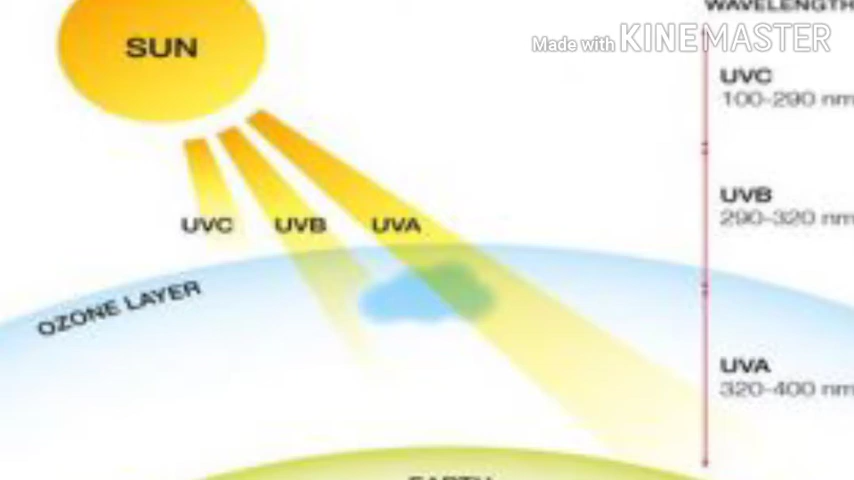 WAVELENGTH
Made with KINEMASTER
SUN
UVC
100-290 nm
UVB
290-320 nm
UVC UVB UVA
OZONE LAYER
UVA
320-400 nm
EARTH